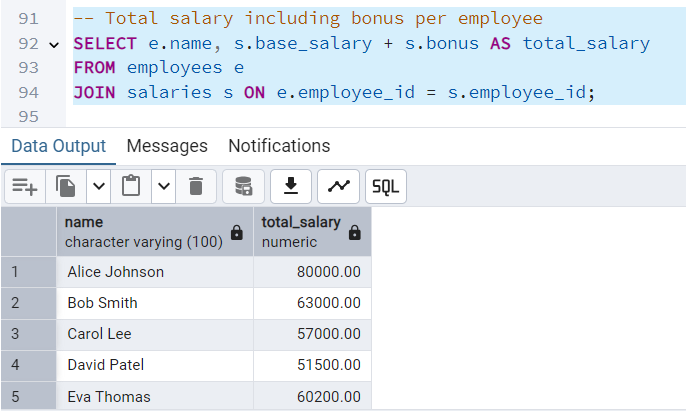 91 -- Total salary including bonus per employee
92 SELECT e.name, s.base_salary + s.bonus AS total_salary
93 FROM employees e
94 JOIN salaries s ON e.employee_id = s.employee_id;
95
Data Output Messages Notifications
SQL
name total_salary
character varying (100) numeric
1 Alice Johnson 80000.00
2 Bob Smith 63000.00
3 Carol Lee 57000.00
4 David Patel 51500.00
5 Eva Thomas 60200.00